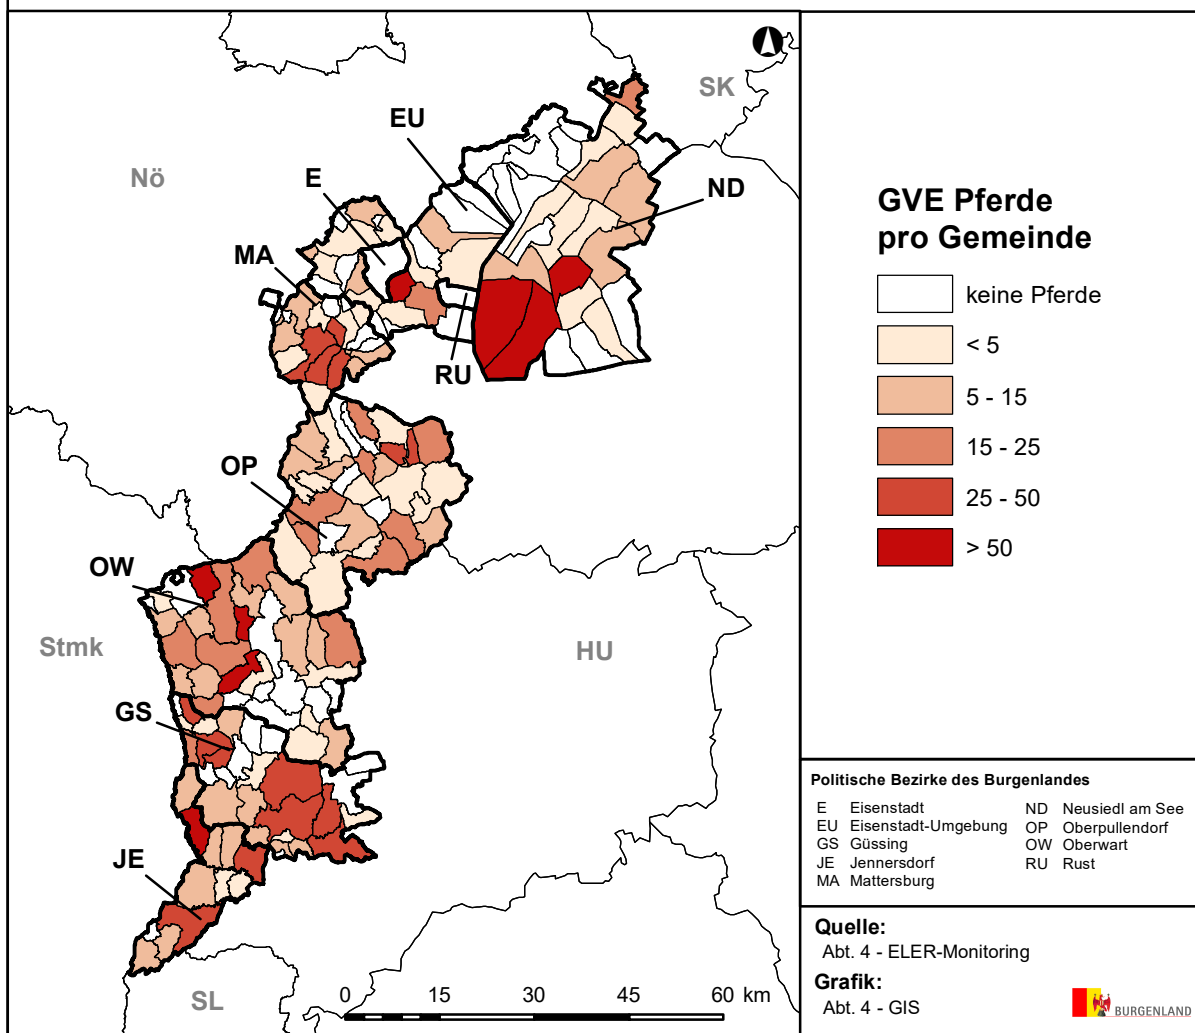 SK
EU
Nö
E
ND
MA
RU
OP
OW
Stmk
HU
GS
JE
SL
0 15 30 45 60 km
GVE Pferde
pro Gemeinde
keine Pferde
< 5
5 - 15
15 - 25
25 - 50
> 50
Politische Bezirke des Burgenlandes
E Eisenstadt
EU Eisenstadt-Umgebung
GS Güssing
JE Jennersdorf
MA Mattersburg
ND Neusiedl am See
OP Oberpullendorf
OW Oberwart
RU Rust
Quelle:
Abt. 4 - ELER-Monitoring
Grafik:
Abt. 4 - GIS
BURGENLAND